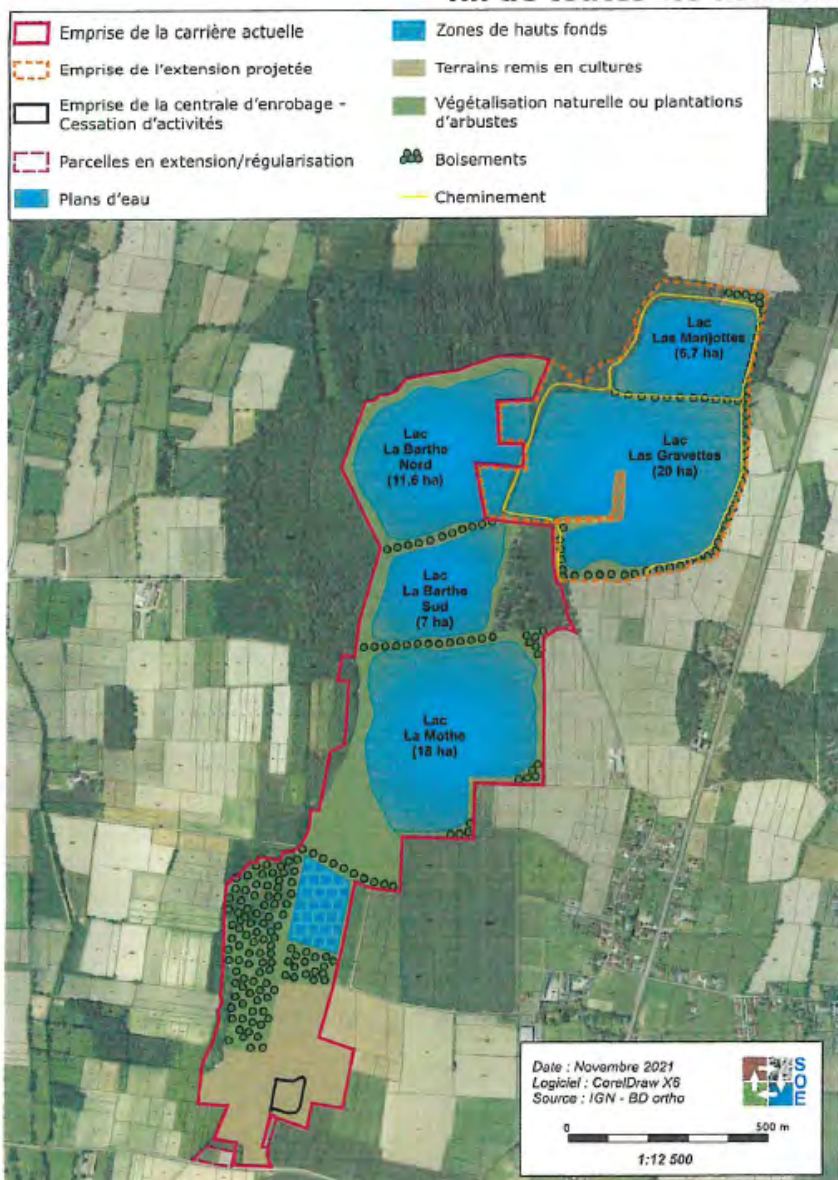 Emprise de la carrière actuelle
Emprise de l'extension projetée
Emprise de la centrale d'enrobage -
Cessation d'activités
Parcelles en extension/régularisation
Plans d'eau
Zones de hauts fonds
Terrains remis en cultures
Végétalisation naturelle ou plantations
d'arbustes
Boisements
Cheminement
N
Lac
Las Manjottes
(6,7 ha)
Lac
La Barthe
Nord
(11,6 ha)
Lac
Las Gravettes
(20 ha)
Lac
La Barthe
Sud
(7 ha)
Lac
La Mothe
(18 ha)
Date : Novembre 2021
Logiciel : CorelDraw X6
Source : IGN - BD ortho
SOE
0 500 m
1:12 500